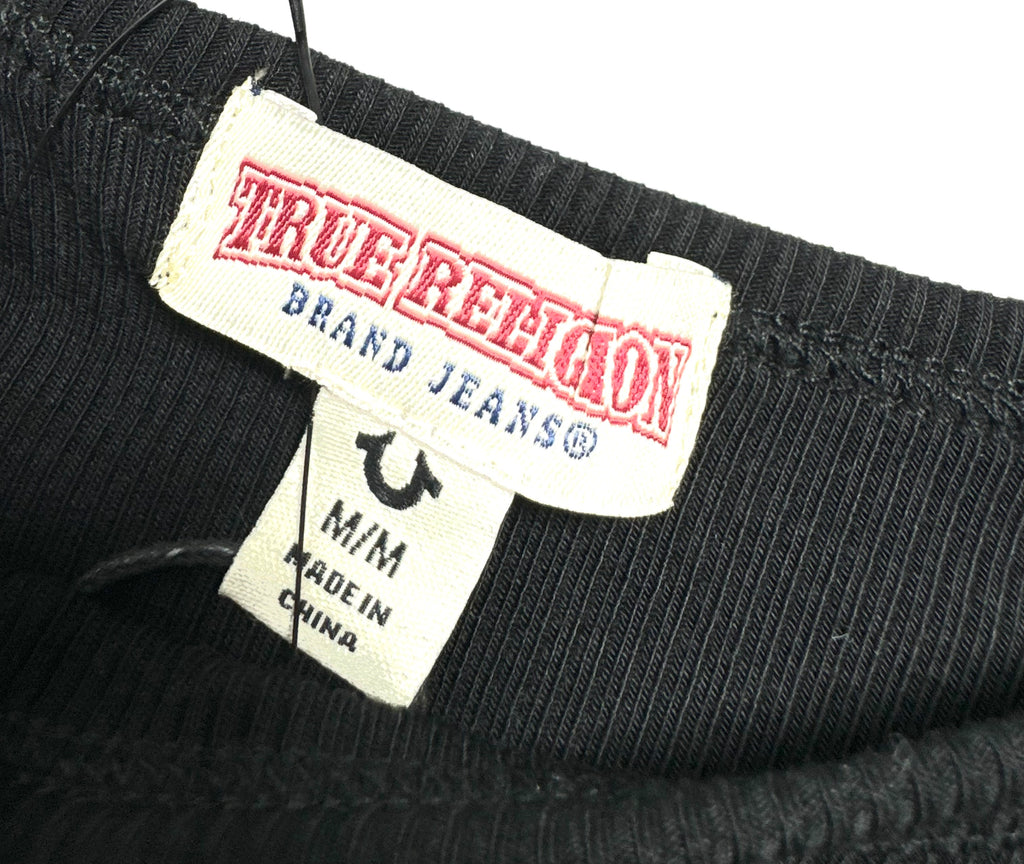 TRUE RELIGION
BRAND JEANS®
M/M
MADE IN
CHINA